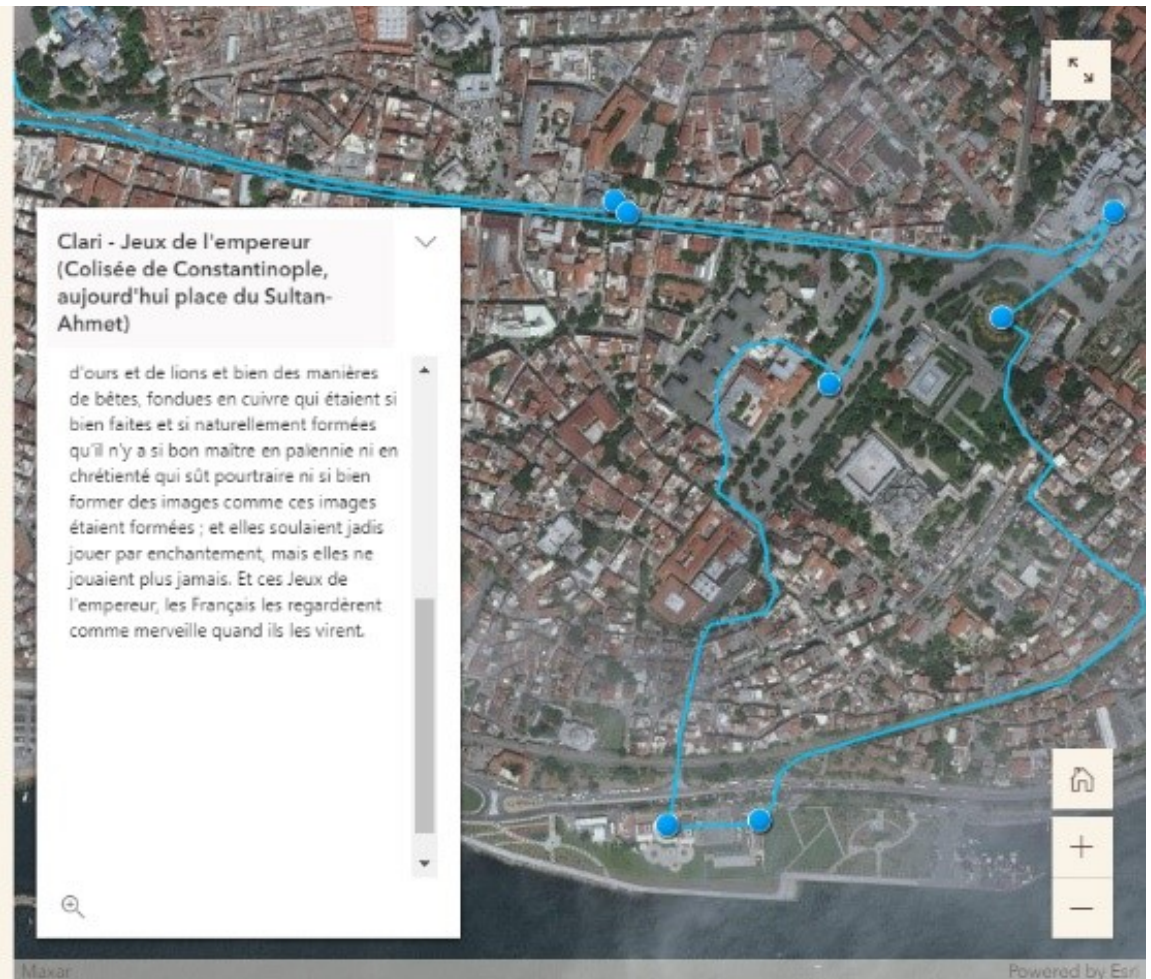 Clari - Jeux de l'empereur
(Colisée de Constantinople,
aujourd'hui place du Sultan-
Ahmet)
d'ours et de lions et bien des manières
de bêtes, fondues en cuivre qui étaient si
bien faites et si naturellement formées
qu'il n'y a si bon maître en païennie ni en
chrétienté qui sût pourtraire ni si bien
former des images comme ces images
étaient formées ; et elles soulaient jadis
jouer par enchantement, mais elles ne
jouaient plus jamais. Et ces Jeux de
l'empereur, les Français les regardèrent
comme merveille quand ils les virent.
Maxar
Powered by Esri